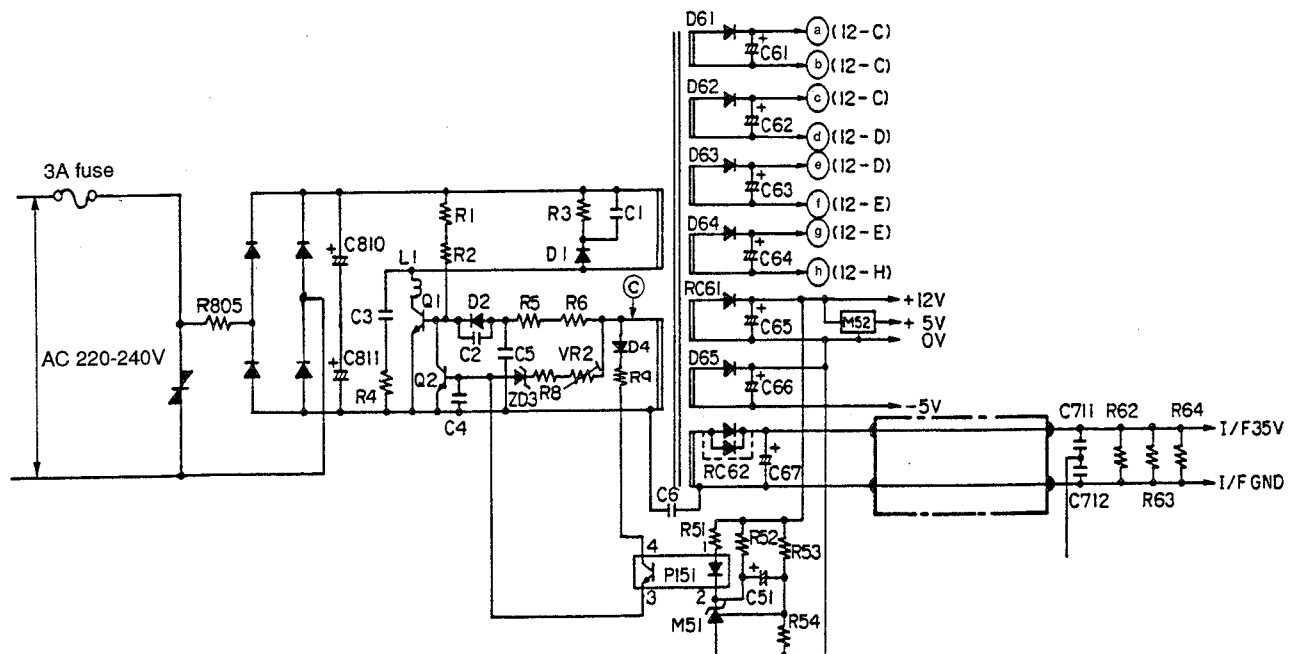 D61
C61
a (12-C)
b (12-C)
D62
C62
c (12-C)
d (12-D)
D63
C63
e (12-D)
f (12-E)
D64
C64
g (12-E)
h (12-H)
3A fuse
AC 220-240V
R805
C810
C811
R1
R2
R3
C1
D1
L1
C3
R4
Q1
Q2
D2
C2
R5
R6
C
C5
VR2
D4
R9
ZD3
R8
C4
RC61
C65
+12V
M52
+5V
0V
D65
C66
-5V
RC62
C67
C6
C711
C712
R62
R63
R64
I/F35V
I/F GND
R51
R52
R53
4
1
P151
3
2
C51
M51
R54